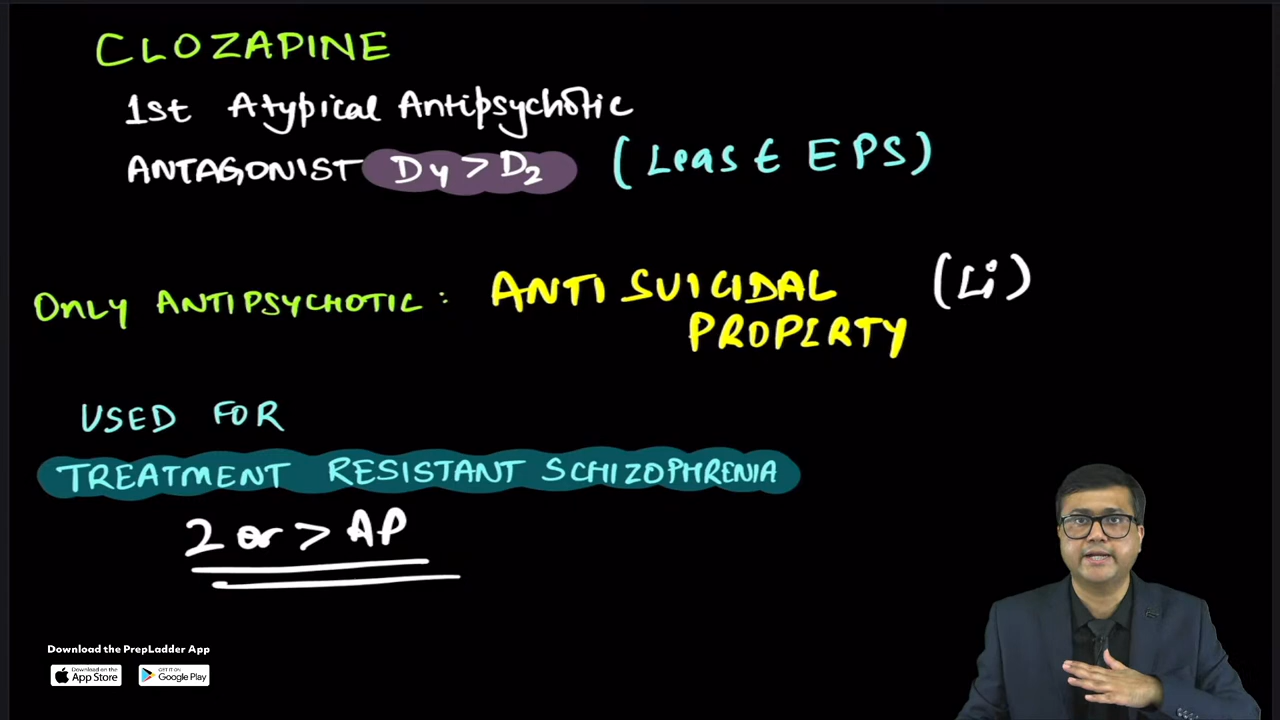 CLOZAPINE
1st Atypical Antipsychotic
ANTAGONIST D4 > D2 (Least EPS)
ONLY ANTIPSYCHOTIC : ANTI SUICIDAL (Li)
PROPERTY
USED FOR
TREATMENT RESISTANT SCHIZOPHRENIA
2 or > AP
Download the PrepLadder App
Download on the App Store
GET IT ON Google Play